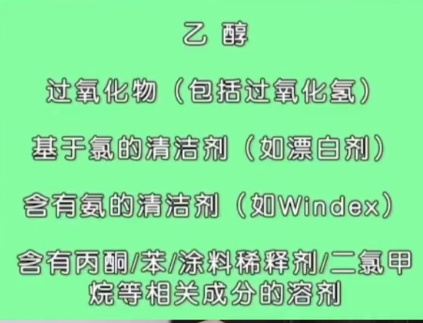 乙醇
过氧化物（包括过氧化氢）
基于氯的清洁剂（如漂白剂）
含有氨的清洁剂（如Windex）
含有丙酮/苯/涂料稀释剂/二氯甲
烷等相关成分的溶剂